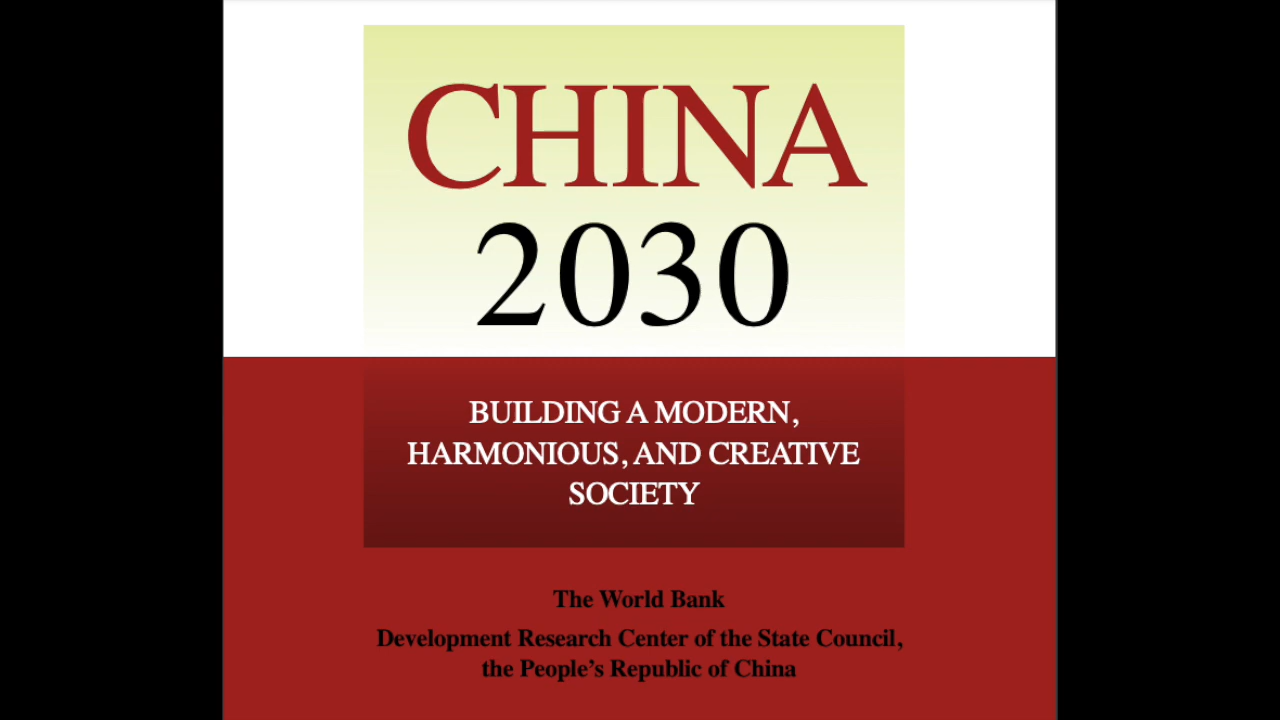 CHINA
2030
BUILDING A MODERN,
HARMONIOUS, AND CREATIVE
SOCIETY
The World Bank
Development Research Center of the State Council,
the People’s Republic of China